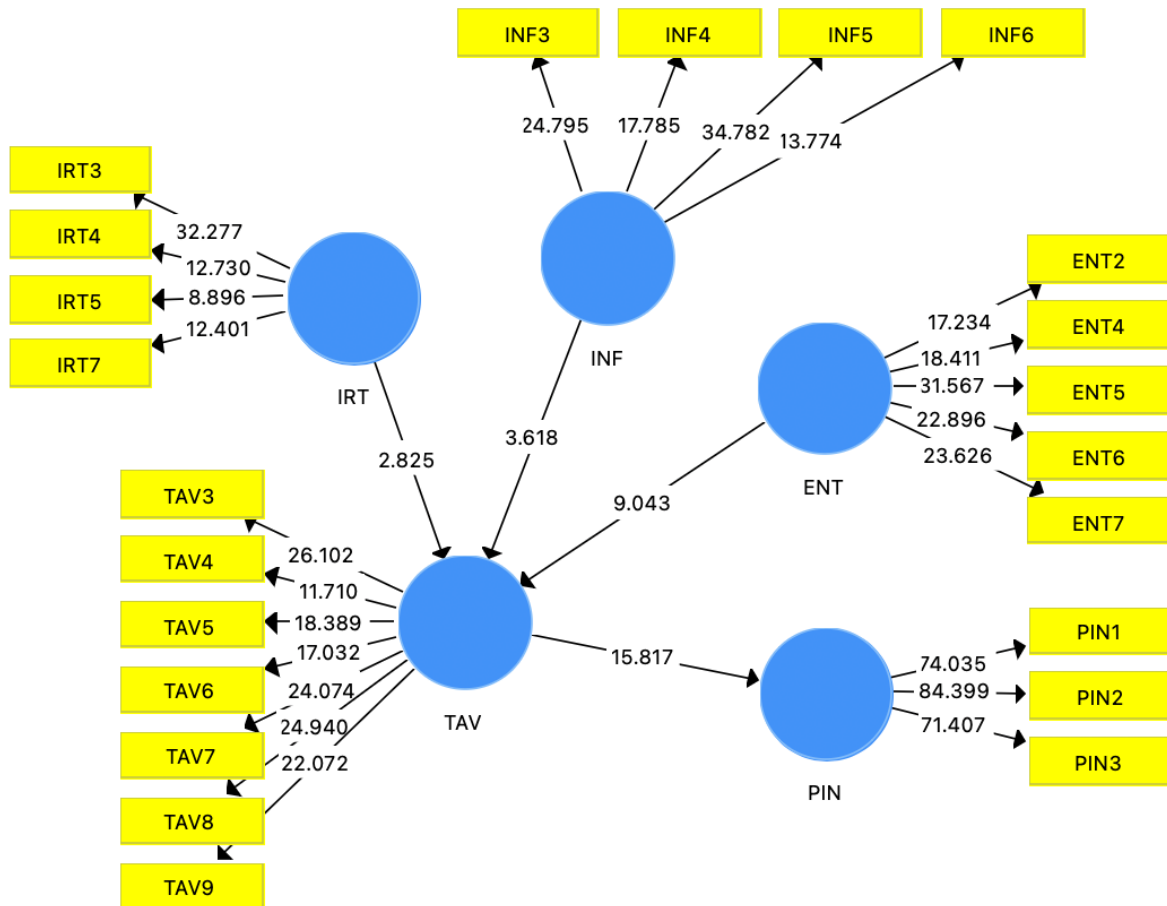 INF3
INF4
INF5
INF6
24.795
17.785
34.782
13.774
IRT3
IRT4
IRT5
IRT7
32.277
12.730
8.896
12.401
IRT
INF
ENT2
ENT4
ENT5
ENT6
ENT7
17.234
18.411
31.567
22.896
23.626
ENT
2.825
3.618
9.043
TAV3
TAV4
TAV5
TAV6
TAV7
TAV8
TAV9
26.102
11.710
18.389
17.032
24.074
24.940
22.072
TAV
15.817
PIN1
PIN2
PIN3
74.035
84.399
71.407
PIN